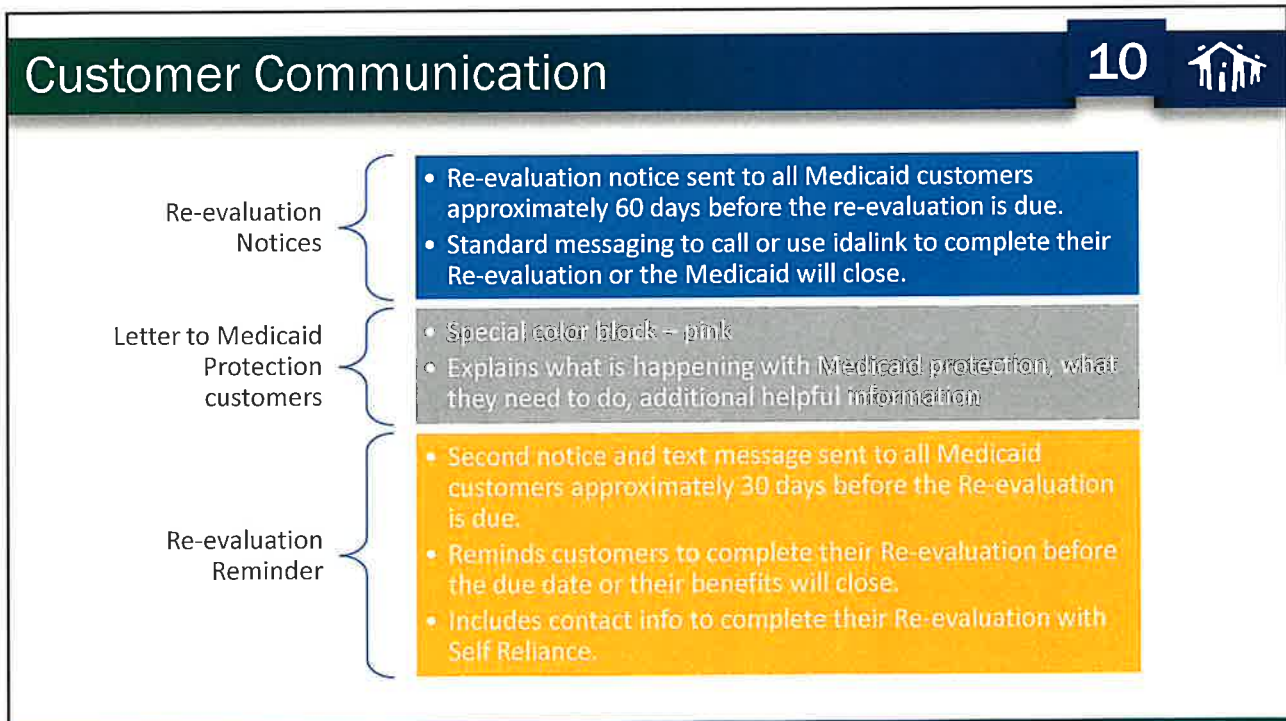 Customer Communication
10
Re-evaluation
Notices
• Re-evaluation notice sent to all Medicaid customers
approximately 60 days before the re-evaluation is due.
• Standard messaging to call or use idalink to complete their
Re-evaluation or the Medicaid will close.
Letter to Medicaid
Protection
customers
• Special color block – pink
• Explains what is happening with Medicaid protection, what
they need to do, additional helpful information
Re-evaluation
Reminder
• Second notice and text message sent to all Medicaid
customers approximately 30 days before the Re-evaluation
is due.
• Reminds customers to complete their Re-evaluation before
the due date or their benefits will close.
• Includes contact info to complete their Re-evaluation with
Self Reliance.